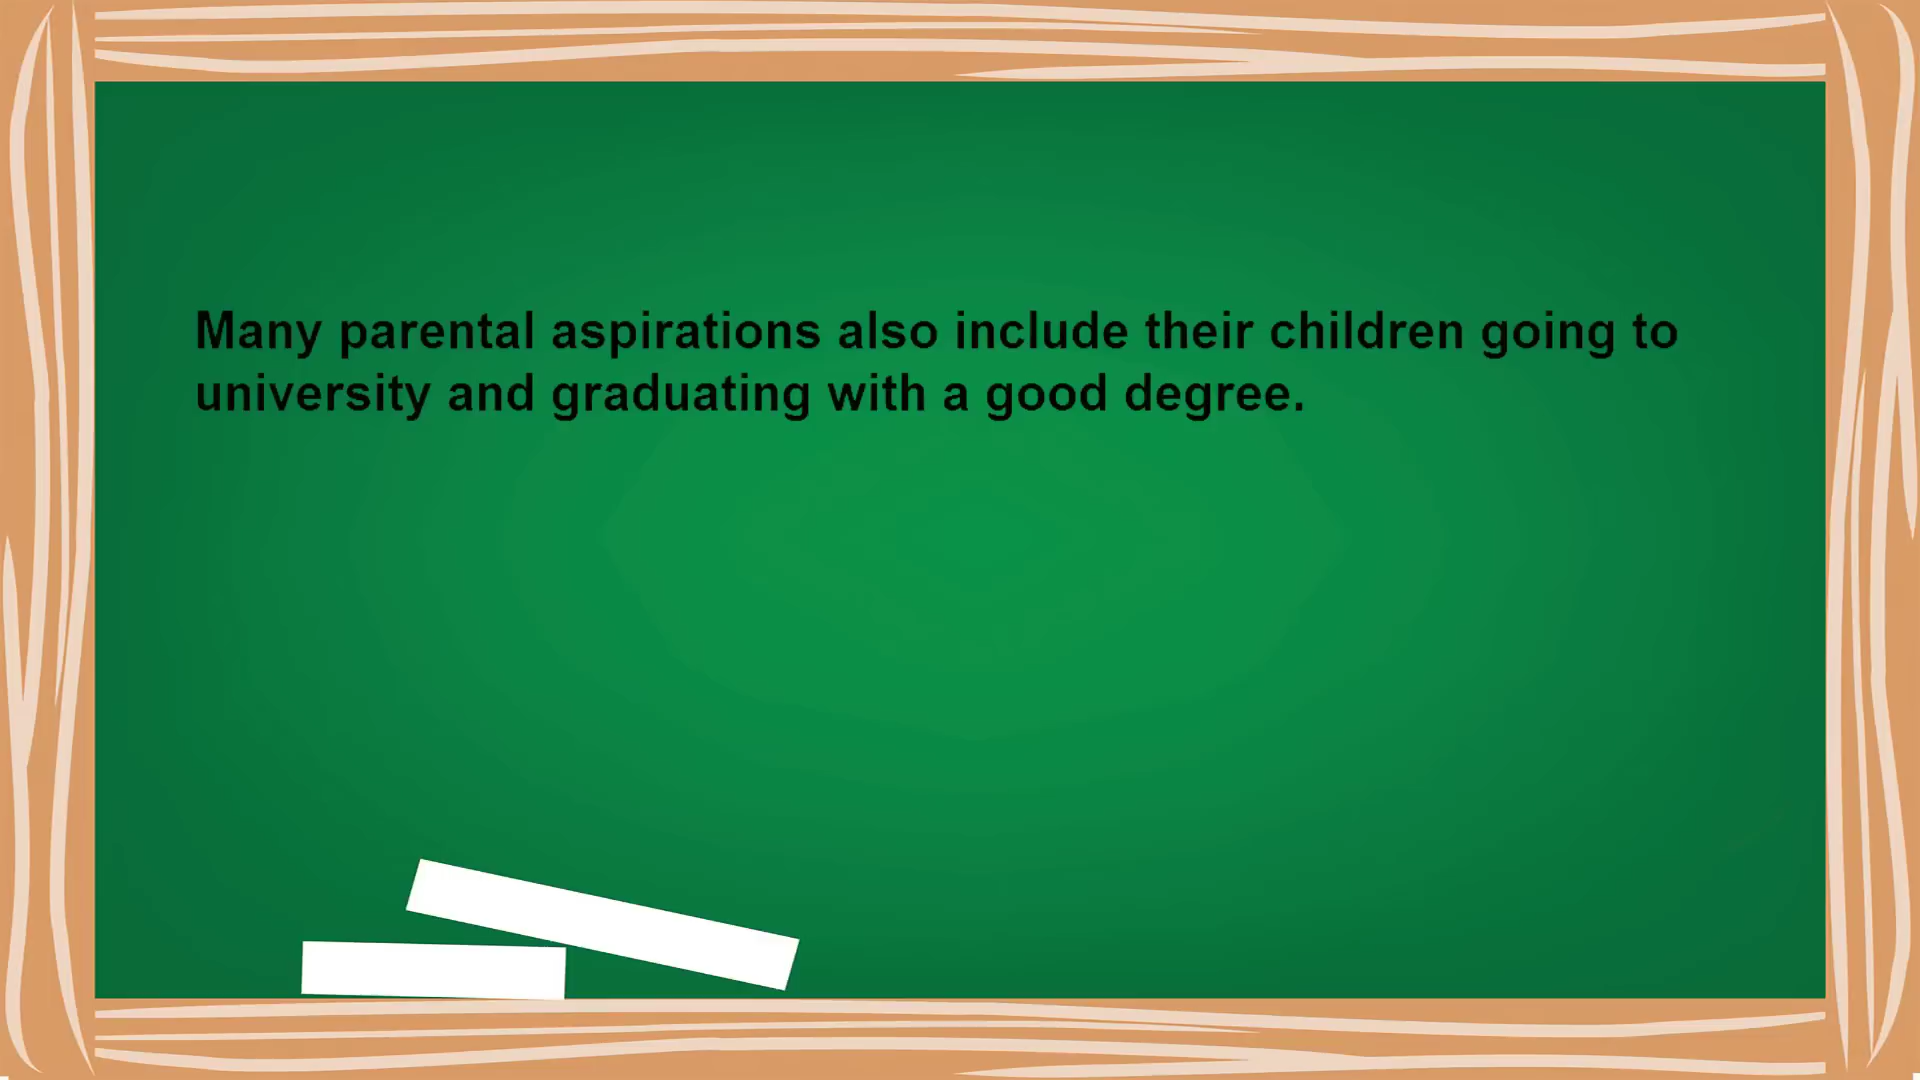 Many parental aspirations also include their children going to
university and graduating with a good degree.